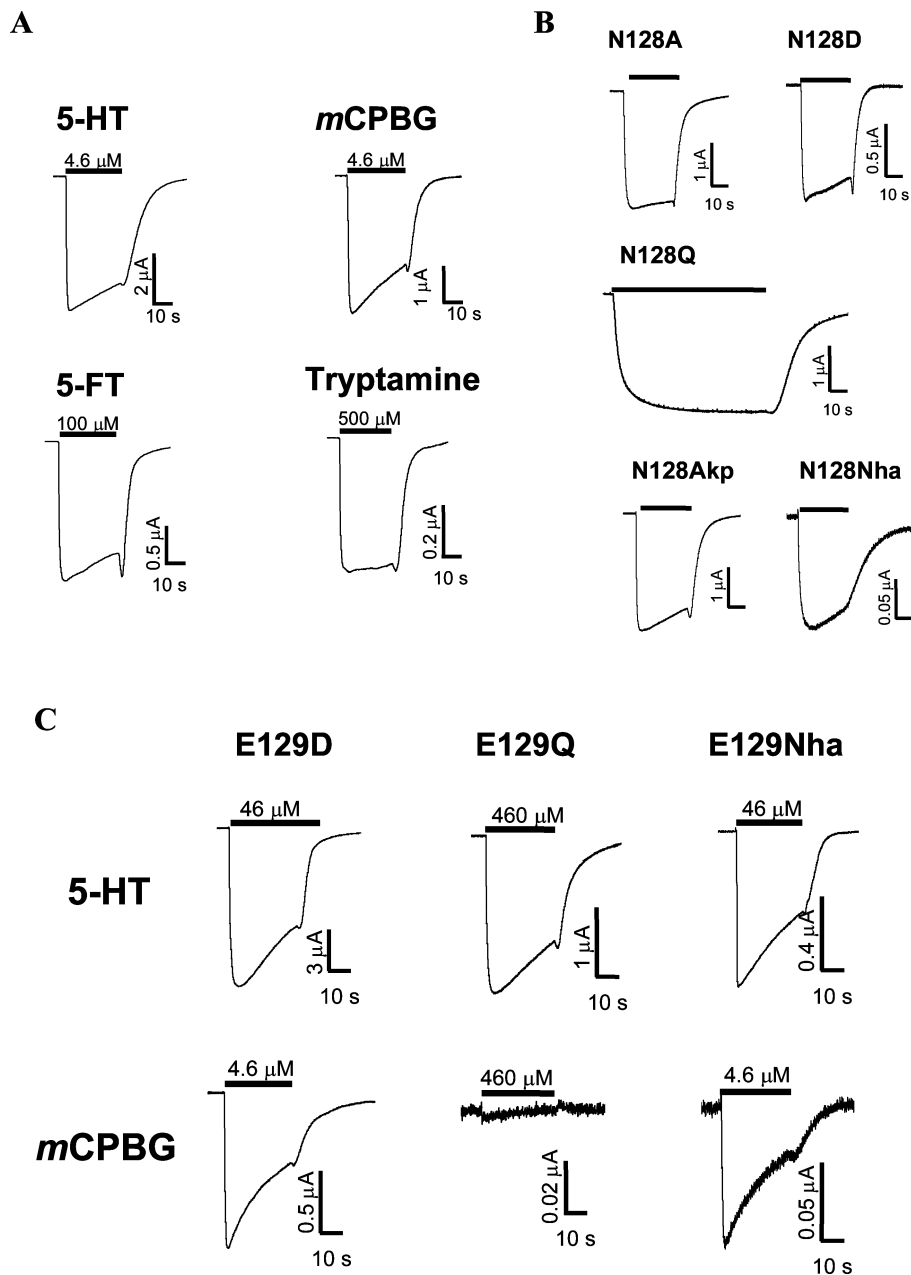 A
5-HT
4.6 µM
2 µA
10 s
mCPBG
4.6 µM
1 µA
10 s
5-FT
100 µM
0.5 µA
10 s
Tryptamine
500 µM
0.2 µA
10 s
B
N128A
1 µA
10 s
N128D
0.5 µA
10 s
N128Q
1 µA
10 s
N128Akp
1 µA
N128Nha
0.05 µA
C
E129D
E129Q
E129Nha
5-HT
46 µM
3 µA
10 s
460 µM
1 µA
10 s
46 µM
0.4 µA
10 s
mCPBG
4.6 µM
0.5 µA
10 s
460 µM
0.02 µA
10 s
4.6 µM
0.05 µA
10 s